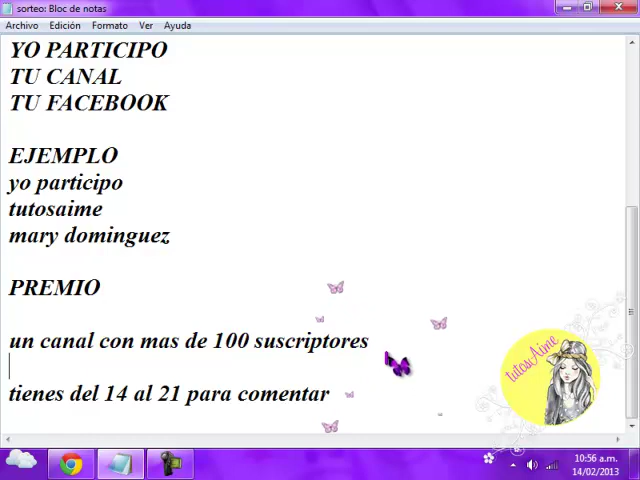 sorteo: Bloc de notas
Archivo Edición Formato Ver Ayuda
YO PARTICIPO
TU CANAL
TU FACEBOOK
EJEMPLO
yo participo
tutosaime
mary dominguez
PREMIO
un canal con mas de 100 suscriptores
tienes del 14 al 21 para comentar
tutosAime
10:56 a.m.
14/02/2013